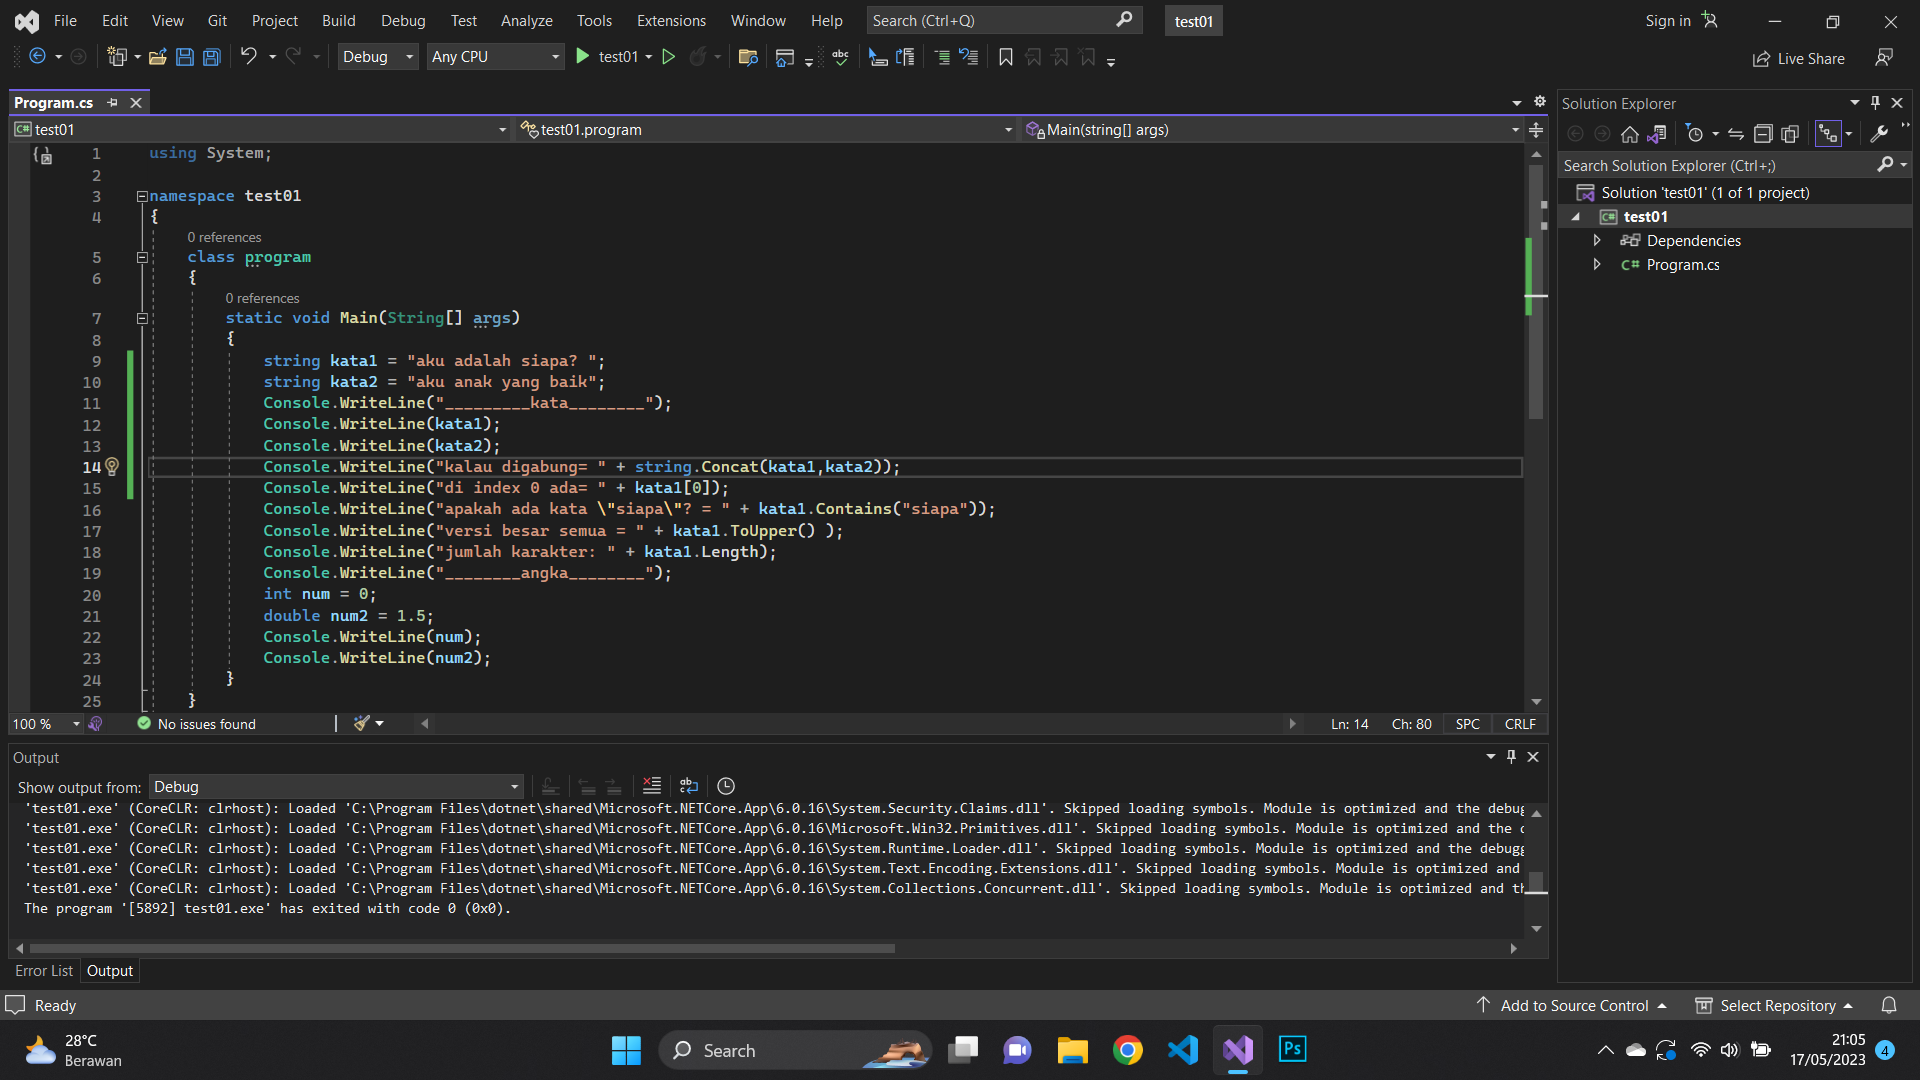 File Edit View Git Project Build Debug Test Analyze Tools Extensions Window Help Search (Ctrl+Q) test01 Sign in
Debug Any CPU test01 Live Share
Program.cs
test01 test01.program Main(string[] args)
1 using System;
2
3 namespace test01
4 {
0 references
5 class program
6 {
0 references
7 static void Main(String[] args)
8 {
9 string kata1 = "aku adalah siapa? ";
10 string kata2 = "aku anak yang baik";
11 Console.WriteLine("_________kata________");
12 Console.WriteLine(kata1);
13 Console.WriteLine(kata2);
14 Console.WriteLine("kalau digabung= " + string.Concat(kata1,kata2));
15 Console.WriteLine("di index 0 ada= " + kata1[0]);
16 Console.WriteLine("apakah ada kata \"siapa\"? = " + kata1.Contains("siapa"));
17 Console.WriteLine("versi besar semua = " + kata1.ToUpper() );
18 Console.WriteLine("jumlah karakter: " + kata1.Length);
19 Console.WriteLine("________angka________");
20 int num = 0;
21 double num2 = 1.5;
22 Console.WriteLine(num);
23 Console.WriteLine(num2);
24 }
25 }
100 % No issues found Ln: 14 Ch: 80 SPC CRLF
Output
Show output from: Debug
'test01.exe' (CoreCLR: clrhost): Loaded 'C:\Program Files\dotnet\shared\Microsoft.NETCore.App\6.0.16\System.Security.Claims.dll'. Skipped loading symbols. Module is optimized and the debug
'test01.exe' (CoreCLR: clrhost): Loaded 'C:\Program Files\dotnet\shared\Microsoft.NETCore.App\6.0.16\Microsoft.Win32.Primitives.dll'. Skipped loading symbols. Module is optimized and the
'test01.exe' (CoreCLR: clrhost): Loaded 'C:\Program Files\dotnet\shared\Microsoft.NETCore.App\6.0.16\System.Runtime.Loader.dll'. Skipped loading symbols. Module is optimized and the debugg
'test01.exe' (CoreCLR: clrhost): Loaded 'C:\Program Files\dotnet\shared\Microsoft.NETCore.App\6.0.16\System.Text.Encoding.Extensions.dll'. Skipped loading symbols. Module is optimized and
'test01.exe' (CoreCLR: clrhost): Loaded 'C:\Program Files\dotnet\shared\Microsoft.NETCore.App\6.0.16\System.Collections.Concurrent.dll'. Skipped loading symbols. Module is optimized and th
The program '[5892] test01.exe' has exited with code 0 (0x0).
Error List Output
Solution Explorer
Search Solution Explorer (Ctrl+;)
Solution 'test01' (1 of 1 project)
C# test01
Dependencies
C# Program.cs
Ready Add to Source Control Select Repository
28°C
Berawan
Search
Ps
21:05
17/05/2023
4